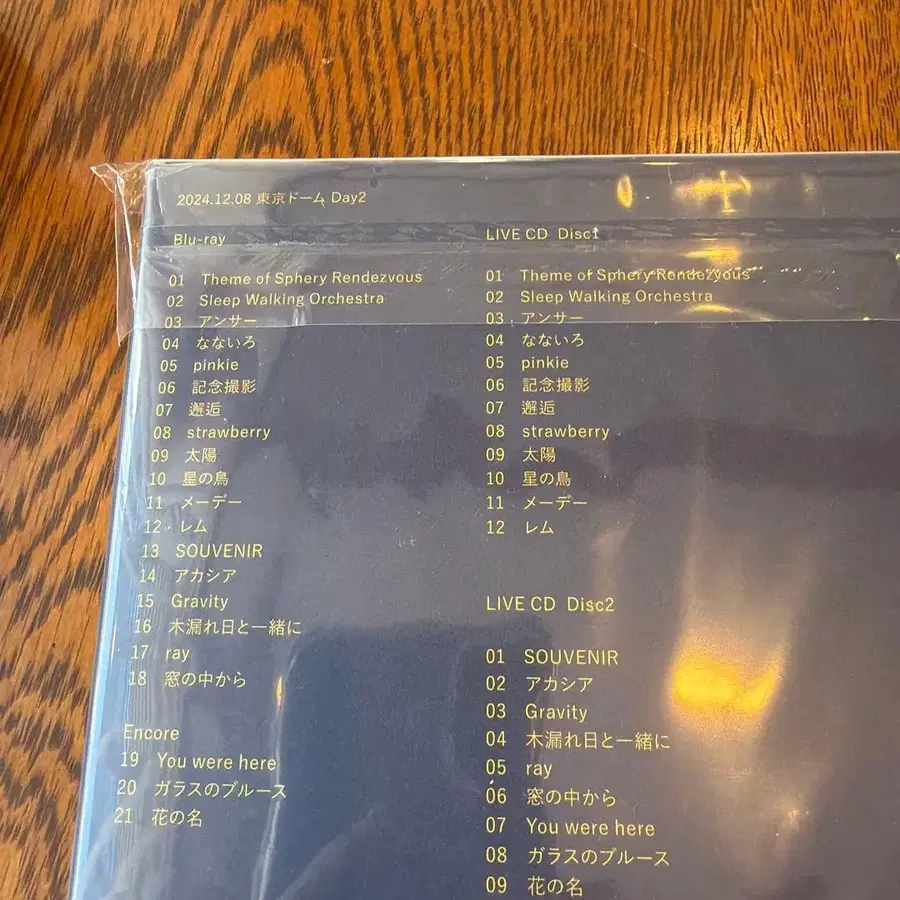 2024.12.08 東京ドーム Day2
Blu-ray
01 Theme of Sphery Rendezvous
02 Sleep Walking Orchestra
03 アンサー
04 なないろ
05 pinkie
06 記念撮影
07 邂逅
08 strawberry
09 太陽
10 星の鳥
11 メーデー
12 レム
13 SOUVENIR
14 アカシア
15 Gravity
16 木漏れ日と一緒に
17 ray
18 窓の中から
Encore
19 You were here
20 ガラスのブルース
21 花の名
LIVE CD Disc1
01 Theme of Sphery Rendezvous
02 Sleep Walking Orchestra
03 アンサー
04 なないろ
05 pinkie
06 記念撮影
07 邂逅
08 strawberry
09 太陽
10 星の鳥
11 メーデー
12 レム
LIVE CD Disc2
01 SOUVENIR
02 アカシア
03 Gravity
04 木漏れ日と一緒に
05 ray
06 窓の中から
07 You were here
08 ガラスのブルース
09 花の名